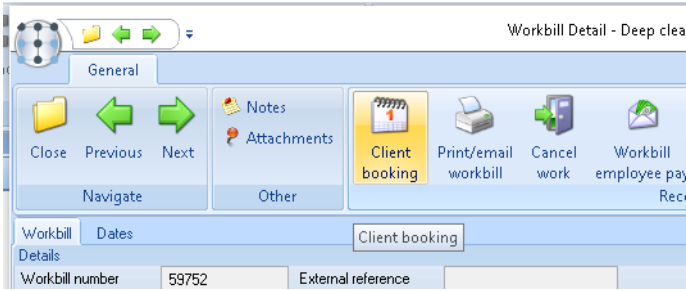 Workbill Detail - Deep clea
General
Notes
Attachments
Close
Previous
Next
1
Client
booking
Print/email
workbill
Cancel
work
Workbill
employee pay
Navigate
Other
Rec
Workbill
Dates
Client booking
Details
Workbill number
59752
External reference